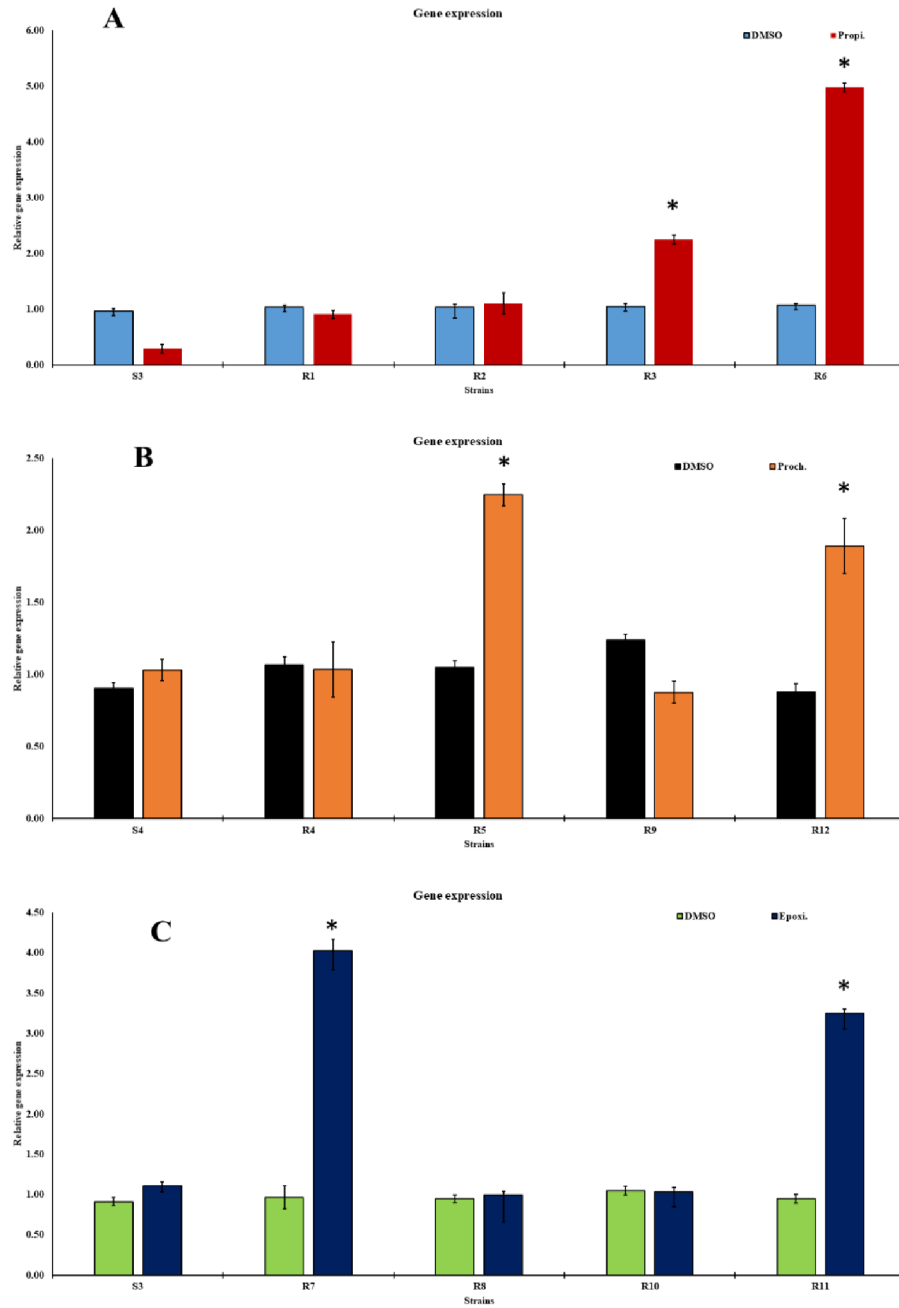 A
Gene expression
DMSO Propi.
6.00
5.00
4.00
3.00
2.00
1.00
0.00
Relative gene expression
*
*
S3 R1 R2 R3 R6
Strains
B
Gene expression
DMSO Proch.
2.50
2.00
1.50
1.00
0.50
0.00
Relative gene expression
*
*
S4 R4 R5 R9 R12
Strains
C
Gene expression
DMSO Epoxi.
4.50
4.00
3.50
3.00
2.50
2.00
1.50
1.00
0.50
0.00
Relative gene expression
*
*
S3 R7 R8 R10 R11
Strains